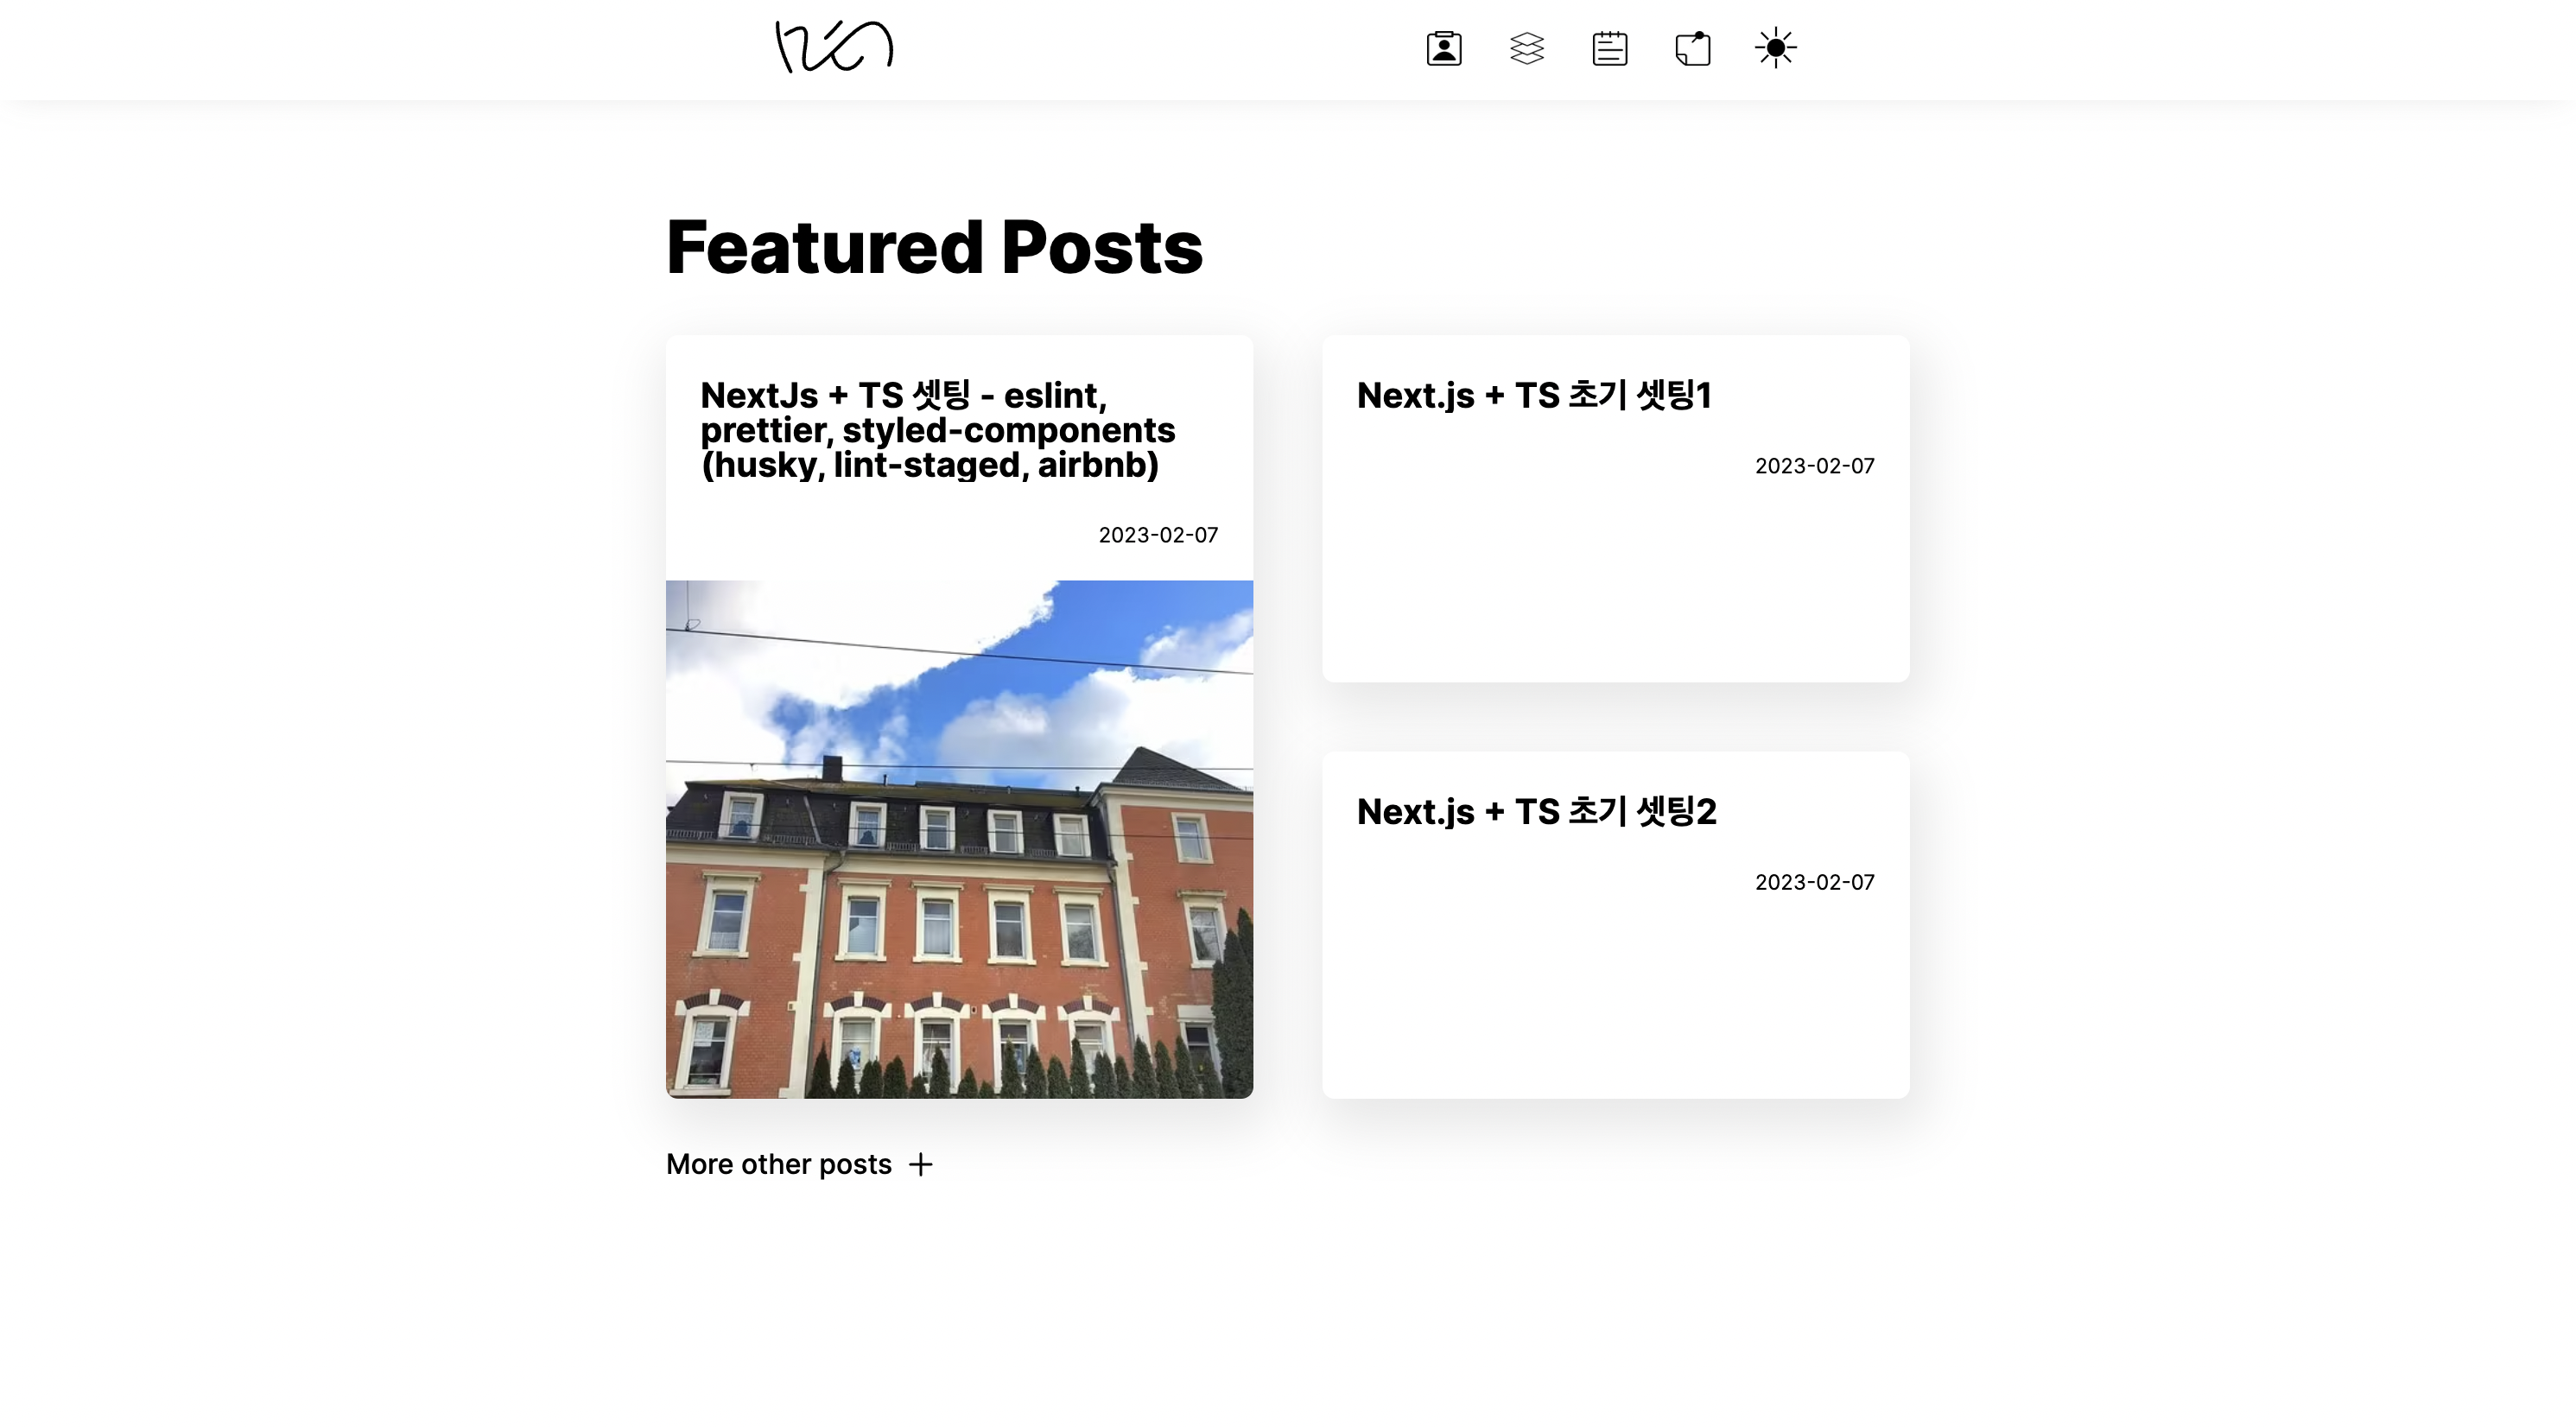 Featured Posts
NextJs + TS 셋팅 - eslint,
prettier, styled-components
(husky, lint-staged, airbnb)
2023-02-07
Next.js + TS 초기 셋팅1
2023-02-07
Next.js + TS 초기 셋팅2
2023-02-07
More other posts +